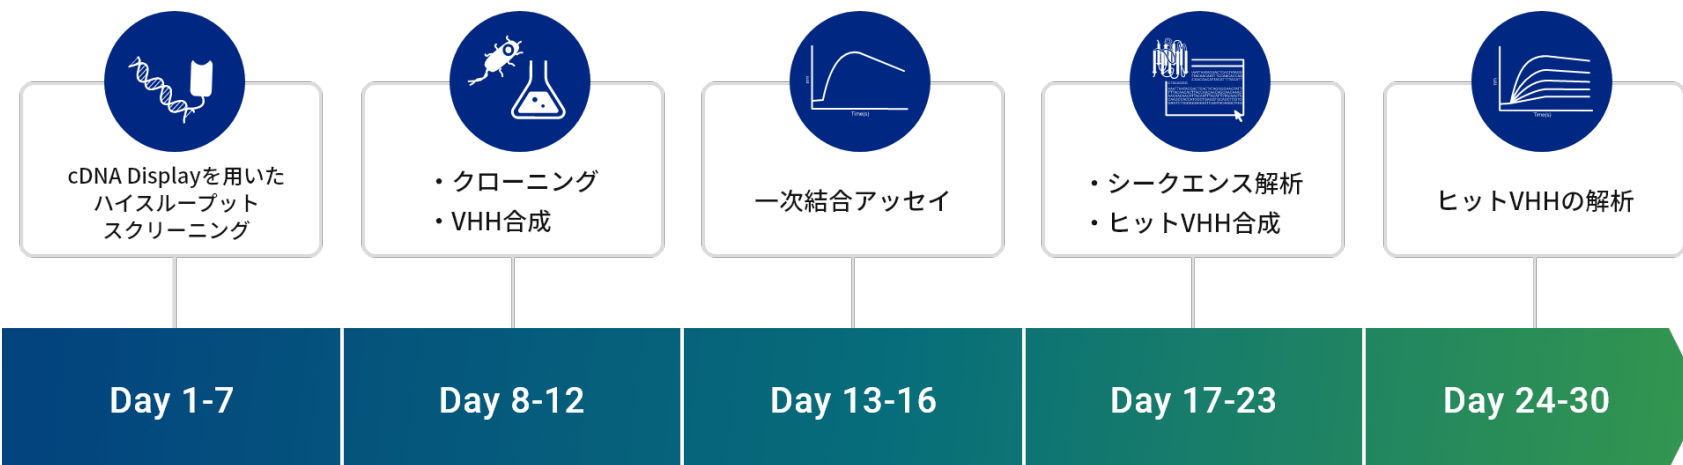 cDNA Displayを用いた
ハイスループット
スクリーニング
・クローニング
・VHH合成
Time(s)
一次結合アッセイ
・シークエンス解析
・ヒットVHH合成
Time(s)
ヒットVHHの解析
Day 1-7
Day 8-12
Day 13-16
Day 17-23
Day 24-30